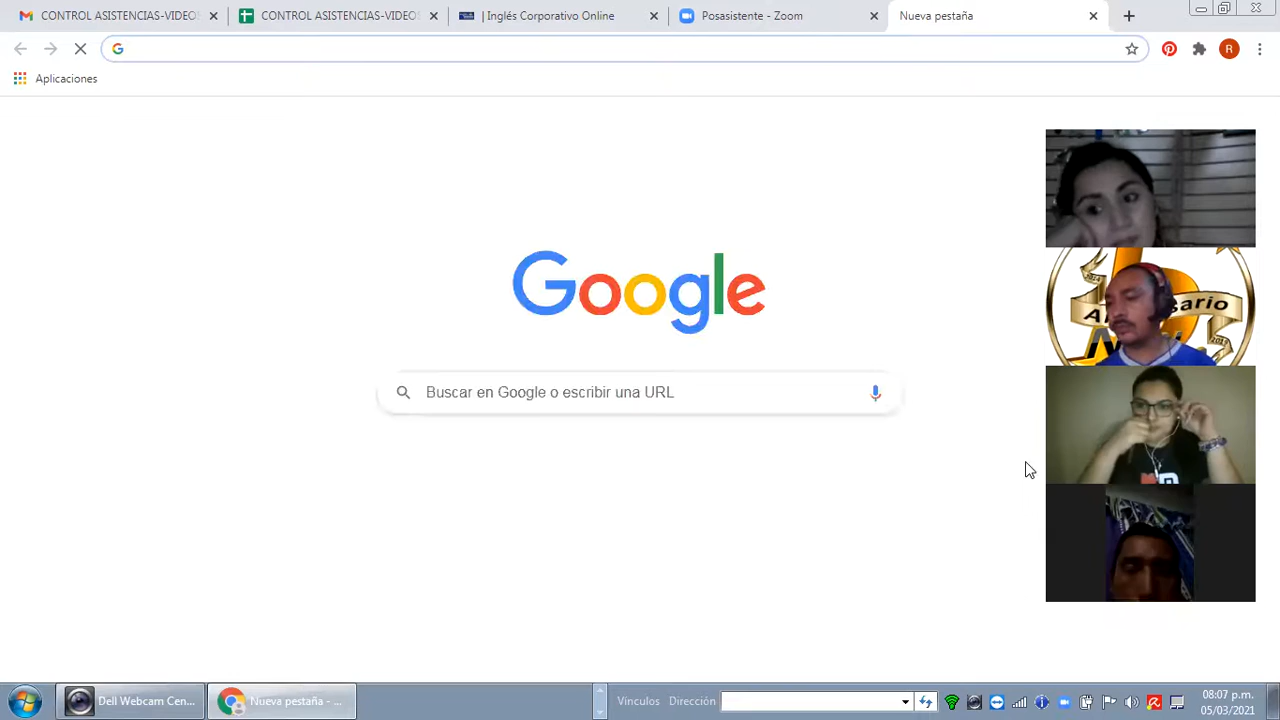 CONTROL ASISTENCIAS-VIDEO
CONTROL ASISTENCIAS-VIDEO
| Inglés Corporativo Online
Posasistente - Zoom
Nueva pestaña
R
Aplicaciones
Google
Buscar en Google o escribir una URL
Dell Webcam Cen...
Nueva pestaña - ...
Vínculos
Dirección
08:07 p.m.
05/03/2021